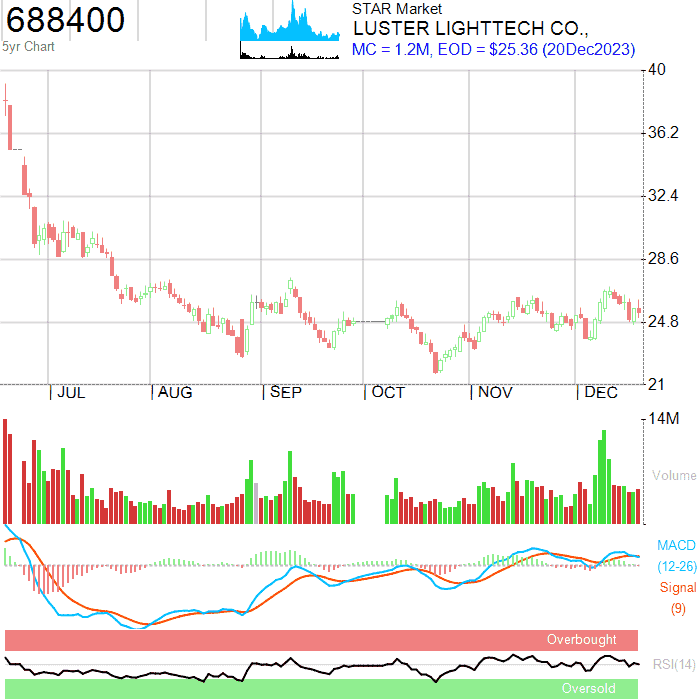 688400
5yr Chart
STAR Market
LUSTER LIGHTTECH CO.,
MC = 1.2M, EOD = $25.36 (20Dec2023)
40
36.2
32.4
28.6
24.8
21
JUL AUG SEP OCT NOV DEC
14M
Volume
MACD
(12-26)
Signal
(9)
Overbought
RSI(14)
Oversold